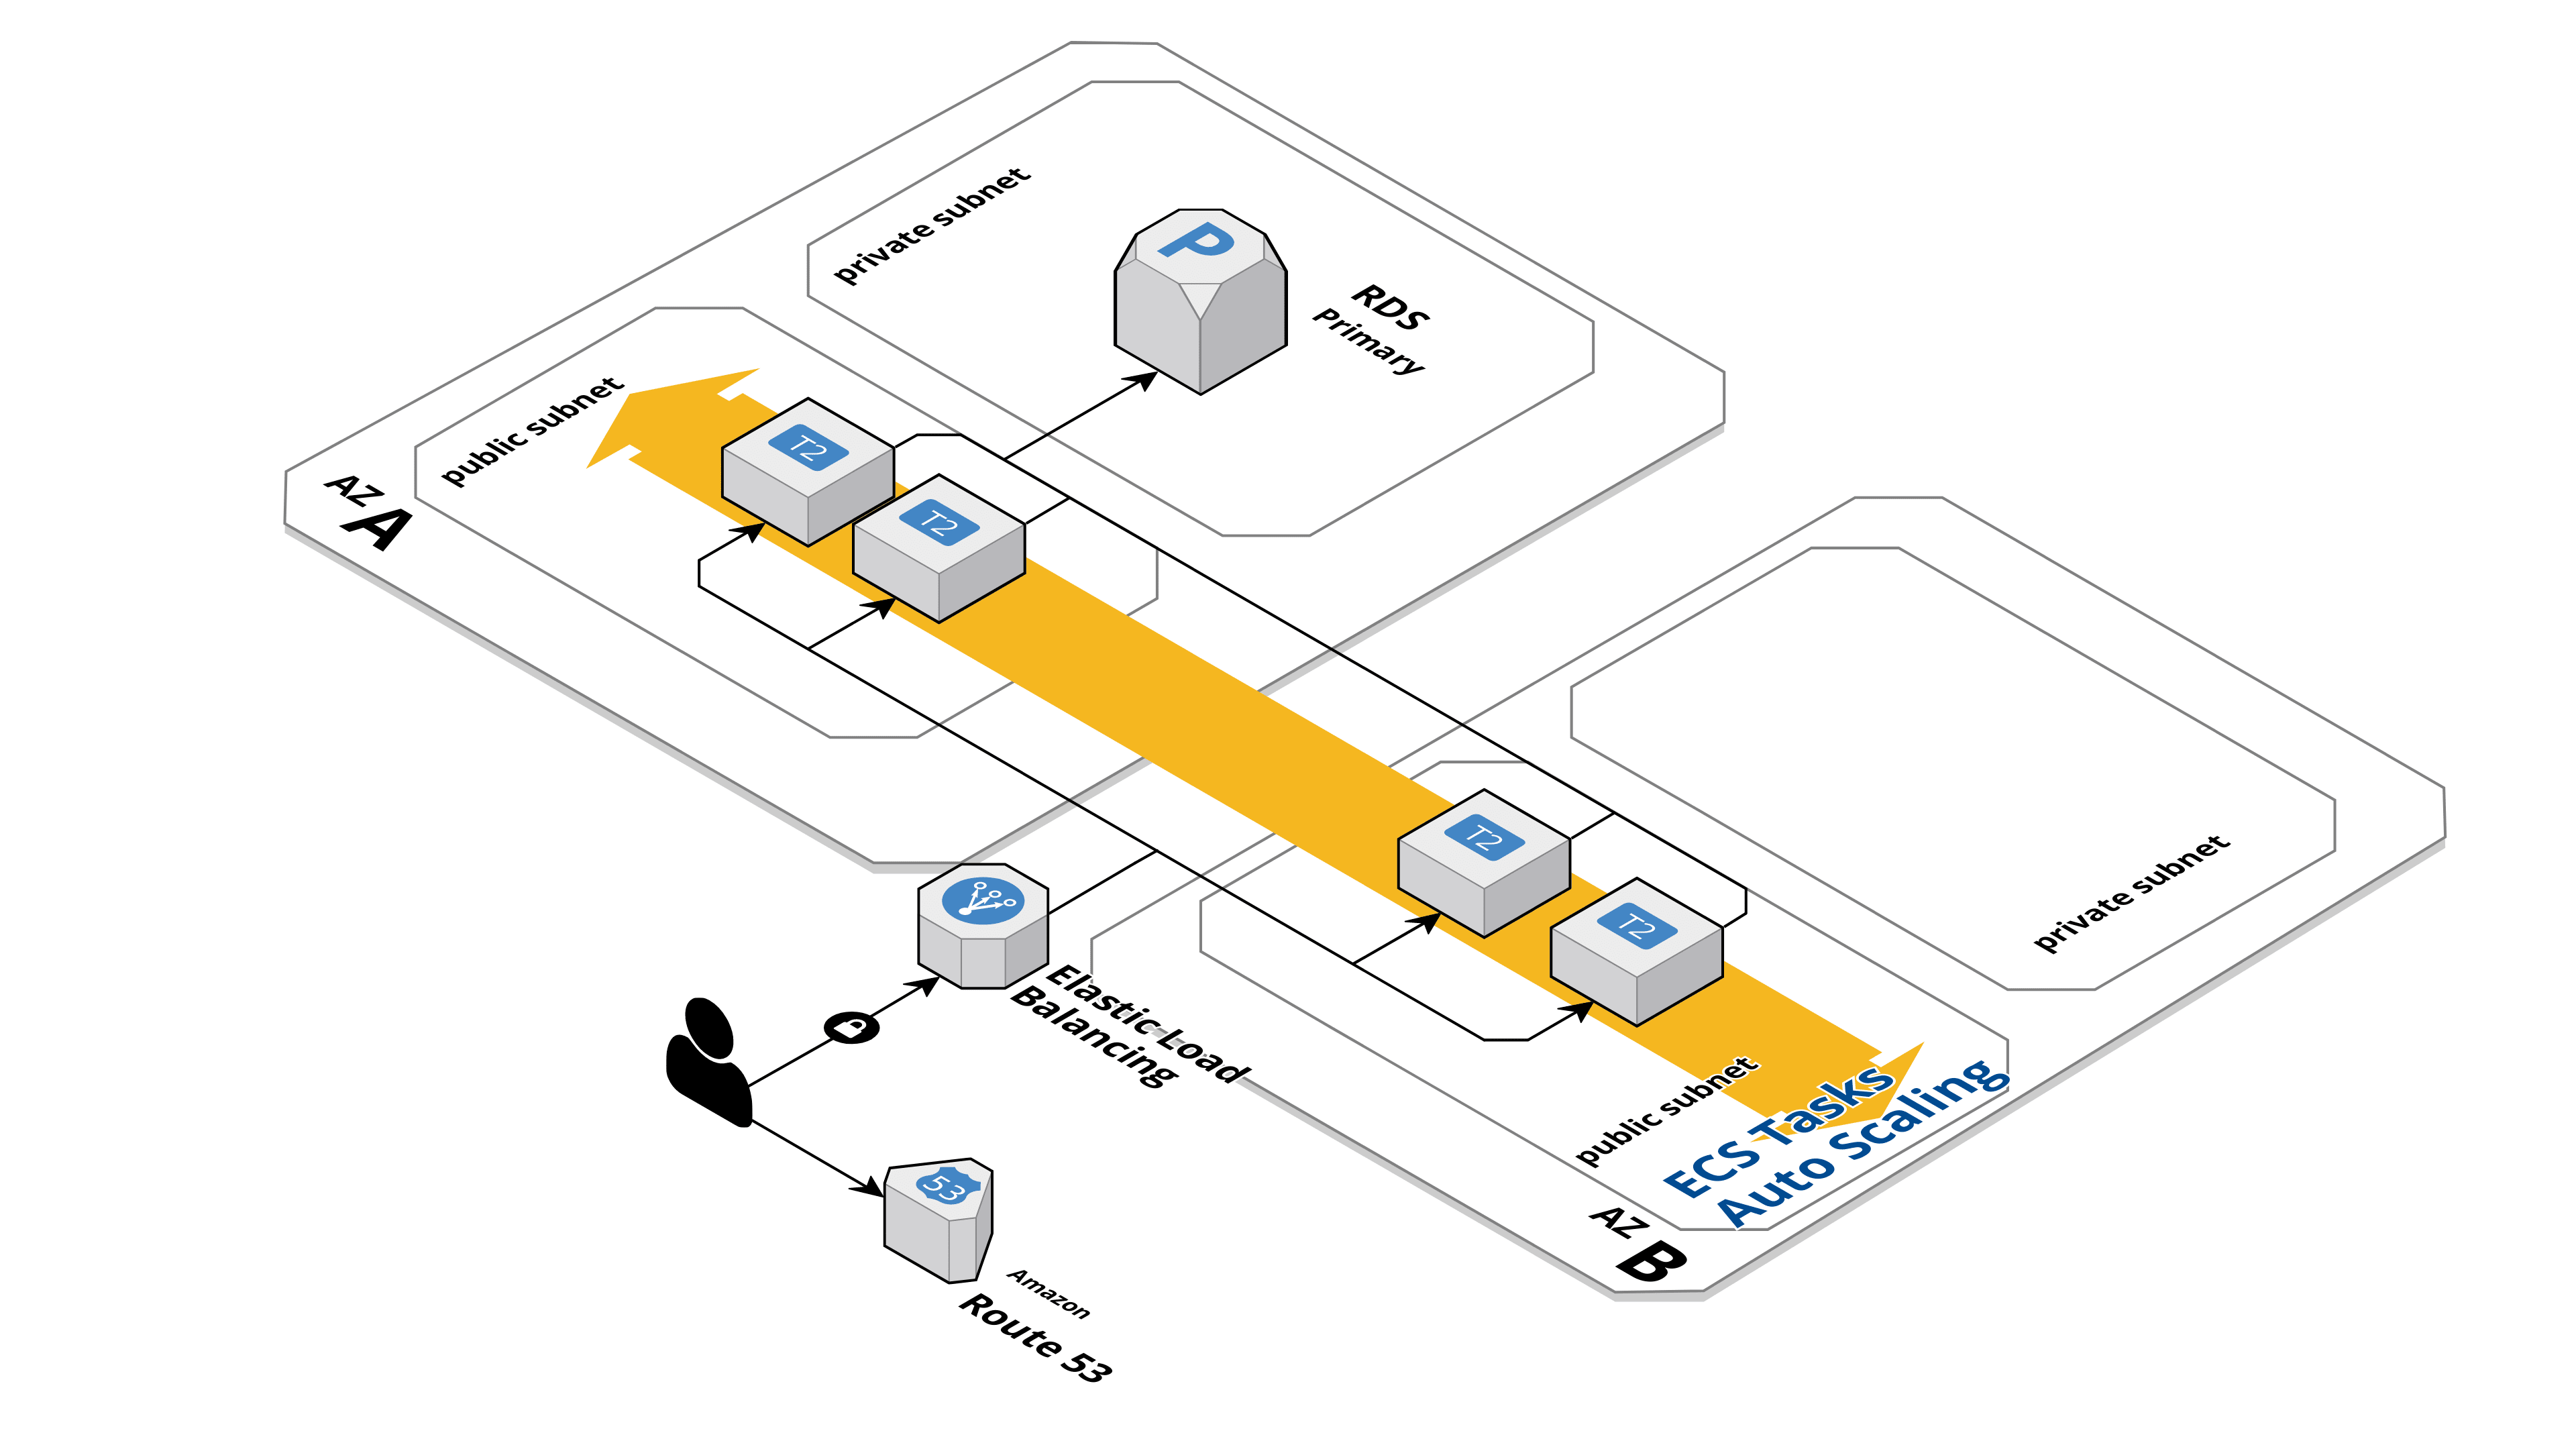 private subnet
P
RDS
Primary
public subnet
T2
T2
AZ
A
T2
T2
private subnet
Elastic Load
Balancing
public subnet
ECS Tasks
Auto Scaling
AZ
B
53
Amazon
Route 53